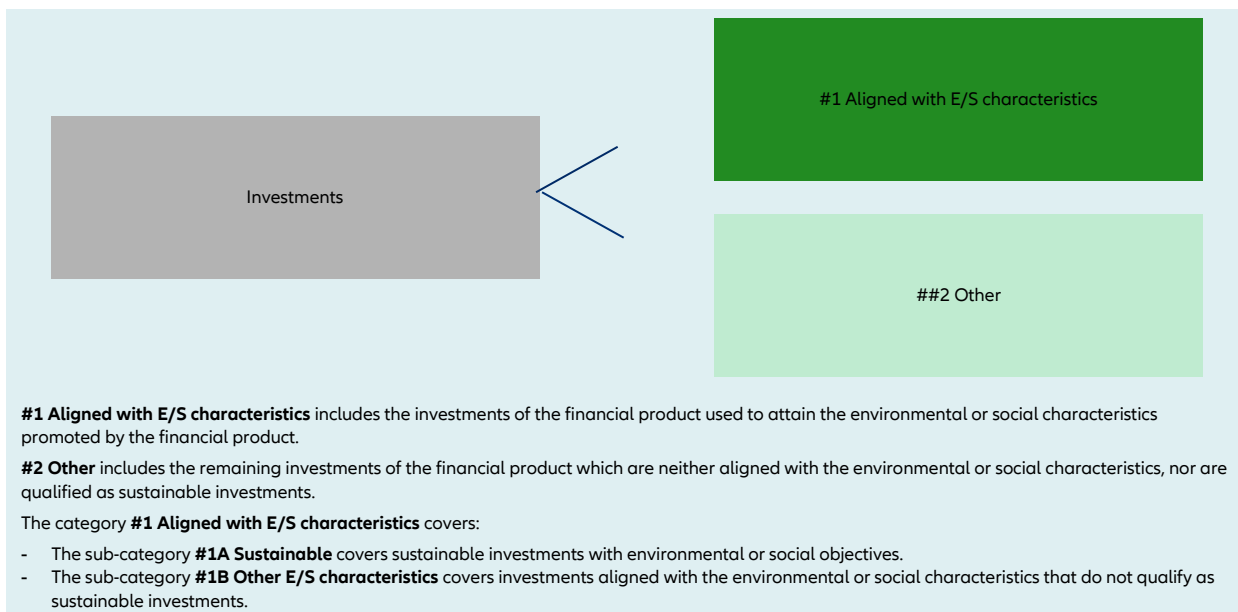 #1 Aligned with E/S characteristics
Investments
##2 Other
#1 Aligned with E/S characteristics includes the investments of the financial product used to attain the environmental or social characteristics
promoted by the financial product.
#2 Other includes the remaining investments of the financial product which are neither aligned with the environmental or social characteristics, nor are
qualified as sustainable investments.
The category #1 Aligned with E/S characteristics covers:
- The sub-category #1A Sustainable covers sustainable investments with environmental or social objectives.
- The sub-category #1B Other E/S characteristics covers investments aligned with the environmental or social characteristics that do not qualify as
sustainable investments.